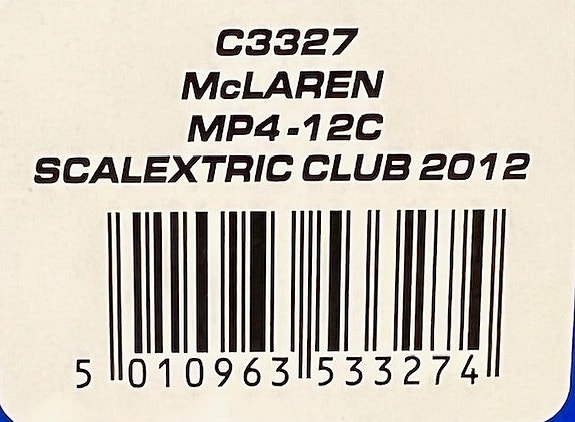 C3327
McLAREN
MP4-12C
SCALEXTRIC CLUB 2012
5 010963 533274